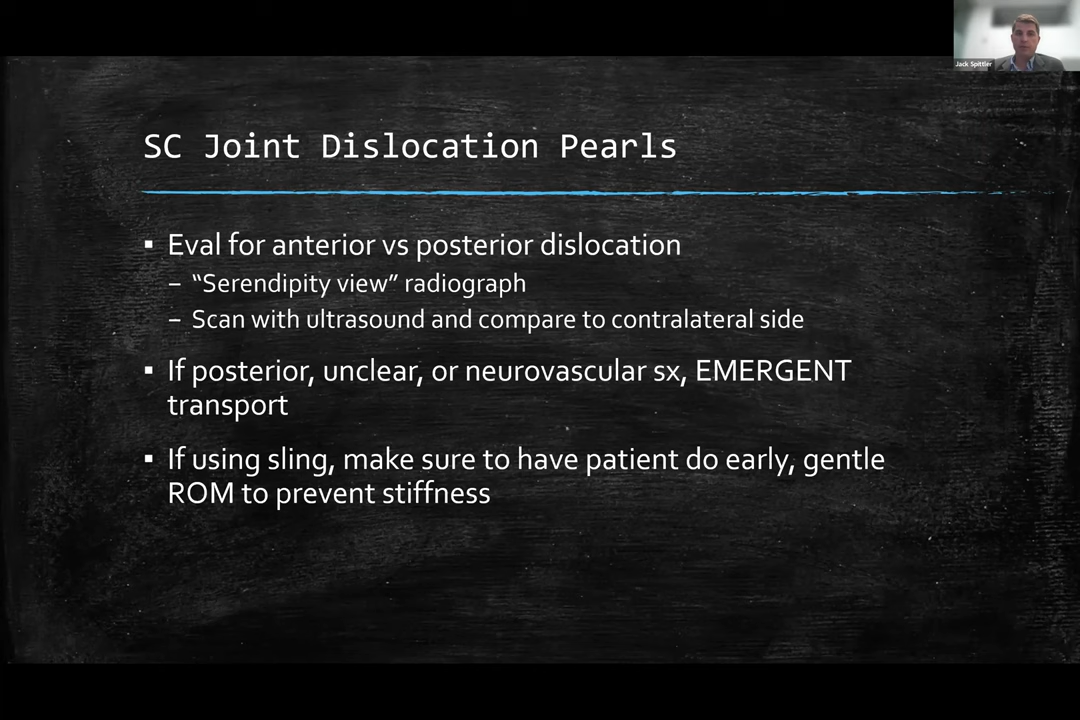 Jack Spittler
SC Joint Dislocation Pearls
▪ Eval for anterior vs posterior dislocation
– “Serendipity view” radiograph
– Scan with ultrasound and compare to contralateral side
▪ If posterior, unclear, or neurovascular sx, EMERGENT
transport
▪ If using sling, make sure to have patient do early, gentle
ROM to prevent stiffness